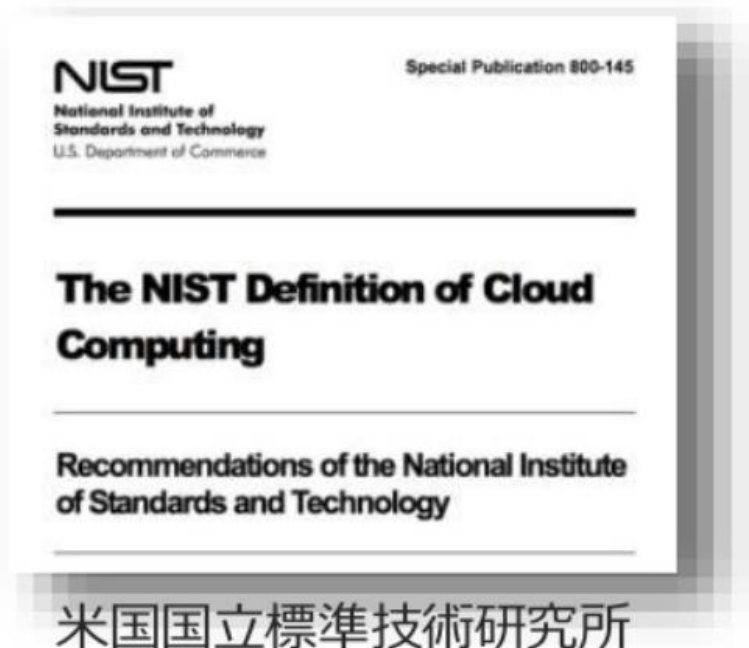 NIST
Special Publication 800-145
National Institute of
Standards and Technology
U.S. Department of Commerce
The NIST Definition of Cloud
Computing
Recommendations of the National Institute
of Standards and Technology
米国国立標準技術研究所